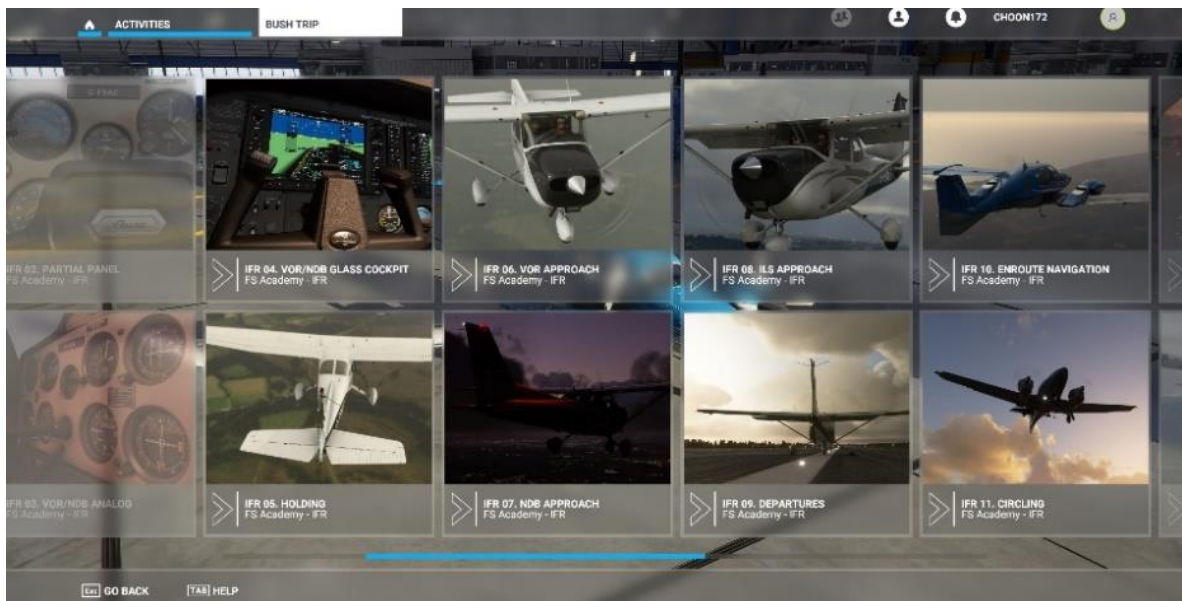 ACTIVITIES
BUSH TRIP
CHOON172
IFR 02. PARTIAL PANEL
FS Academy - IFR
IFR 04. VOR/NDB GLASS COCKPIT
FS Academy - IFR
IFR 06. VOR APPROACH
FS Academy - IFR
IFR 08. ILS APPROACH
FS Academy - IFR
IFR 10. ENROUTE NAVIGATION
FS Academy - IFR
IFR 03. VOR/NDB ANALOG
FS Academy - IFR
IFR 05. HOLDING
FS Academy - IFR
IFR 07. NDB APPROACH
FS Academy - IFR
IFR 09. DEPARTURES
FS Academy - IFR
IFR 11. CIRCLING
FS Academy - IFR
Esc GO BACK
TAB HELP